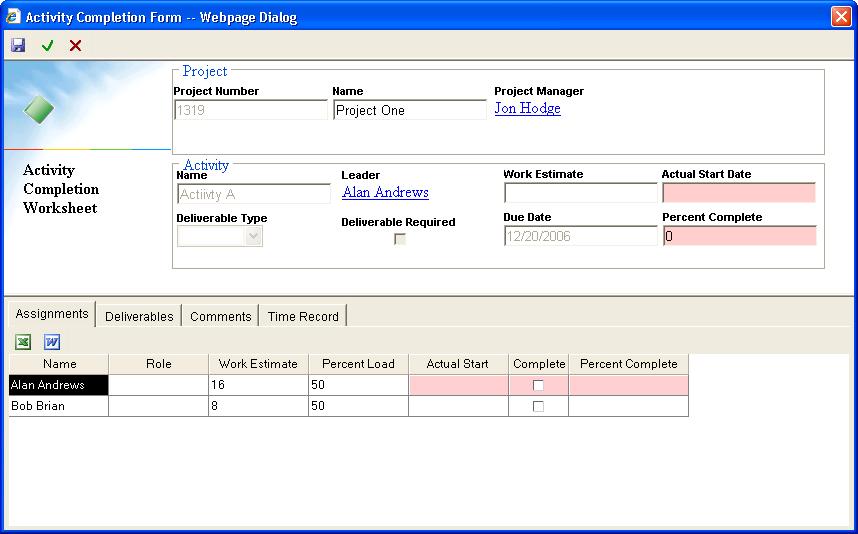 Activity Completion Form -- Webpage Dialog
Project
Project Number
Name
Project Manager
1319
Project One
Jon Hodge
Activity
Completion
Worksheet
Activity
Name
Leader
Work Estimate
Actual Start Date
Actiivty A
Alan Andrews
Deliverable Type
Deliverable Required
Due Date
Percent Complete
12/20/2006
0
Assignments
Deliverables
Comments
Time Record
Name
Role
Work Estimate
Percent Load
Actual Start
Complete
Percent Complete
Alan Andrews
16
50
Bob Brian
8
50